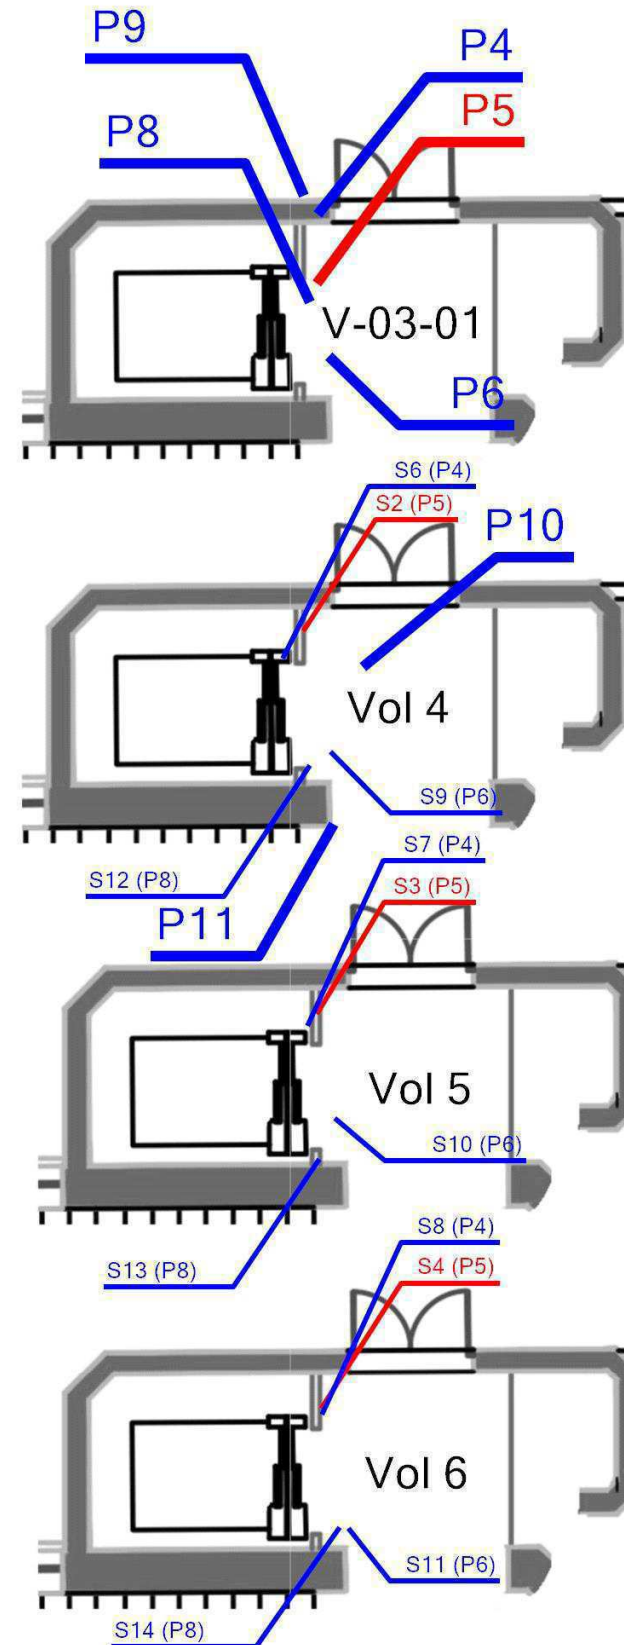 P9
P4
P5
P8
V-03-01
P6
S6 (P4)
S2 (P5)
P10
Vol 4
S9 (P6)
S12 (P8)
S7 (P4)
S3 (P5)
P11
Vol 5
S10 (P6)
S13 (P8)
S8 (P4)
S4 (P5)
Vol 6
S11 (P6)
S14 (P8)